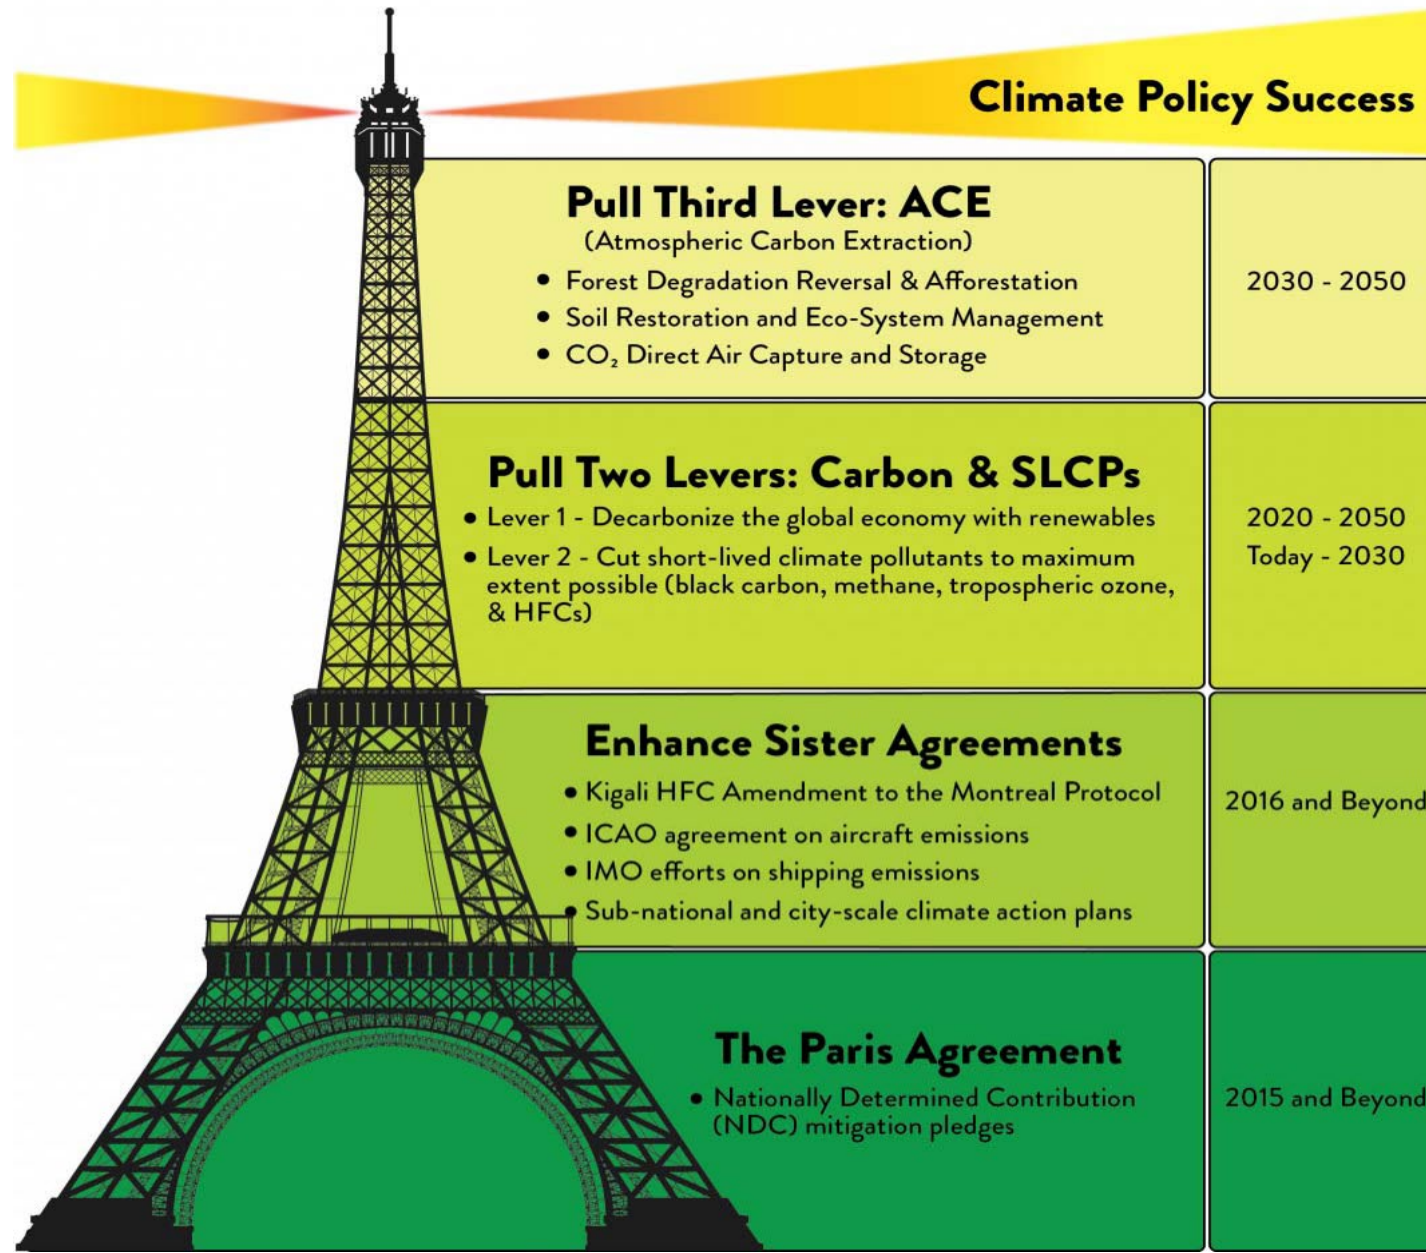 Climate Policy Success
Pull Third Lever: ACE
(Atmospheric Carbon Extraction)
• Forest Degradation Reversal & Afforestation
• Soil Restoration and Eco-System Management
• CO₂ Direct Air Capture and Storage
2030 - 2050
Pull Two Levers: Carbon & SLCPs
• Lever 1 - Decarbonize the global economy with renewables
• Lever 2 - Cut short-lived climate pollutants to maximum
extent possible (black carbon, methane, tropospheric ozone,
& HFCs)
2020 - 2050
Today - 2030
Enhance Sister Agreements
• Kigali HFC Amendment to the Montreal Protocol
• ICAO agreement on aircraft emissions
• IMO efforts on shipping emissions
• Sub-national and city-scale climate action plans
2016 and Beyond
The Paris Agreement
• Nationally Determined Contribution
(NDC) mitigation pledges
2015 and Beyond